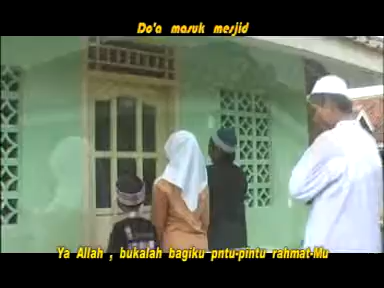 Do'a masuk mesjid
Ya Allah , bukalah bagiku pntu-pintu rahmat-Mu